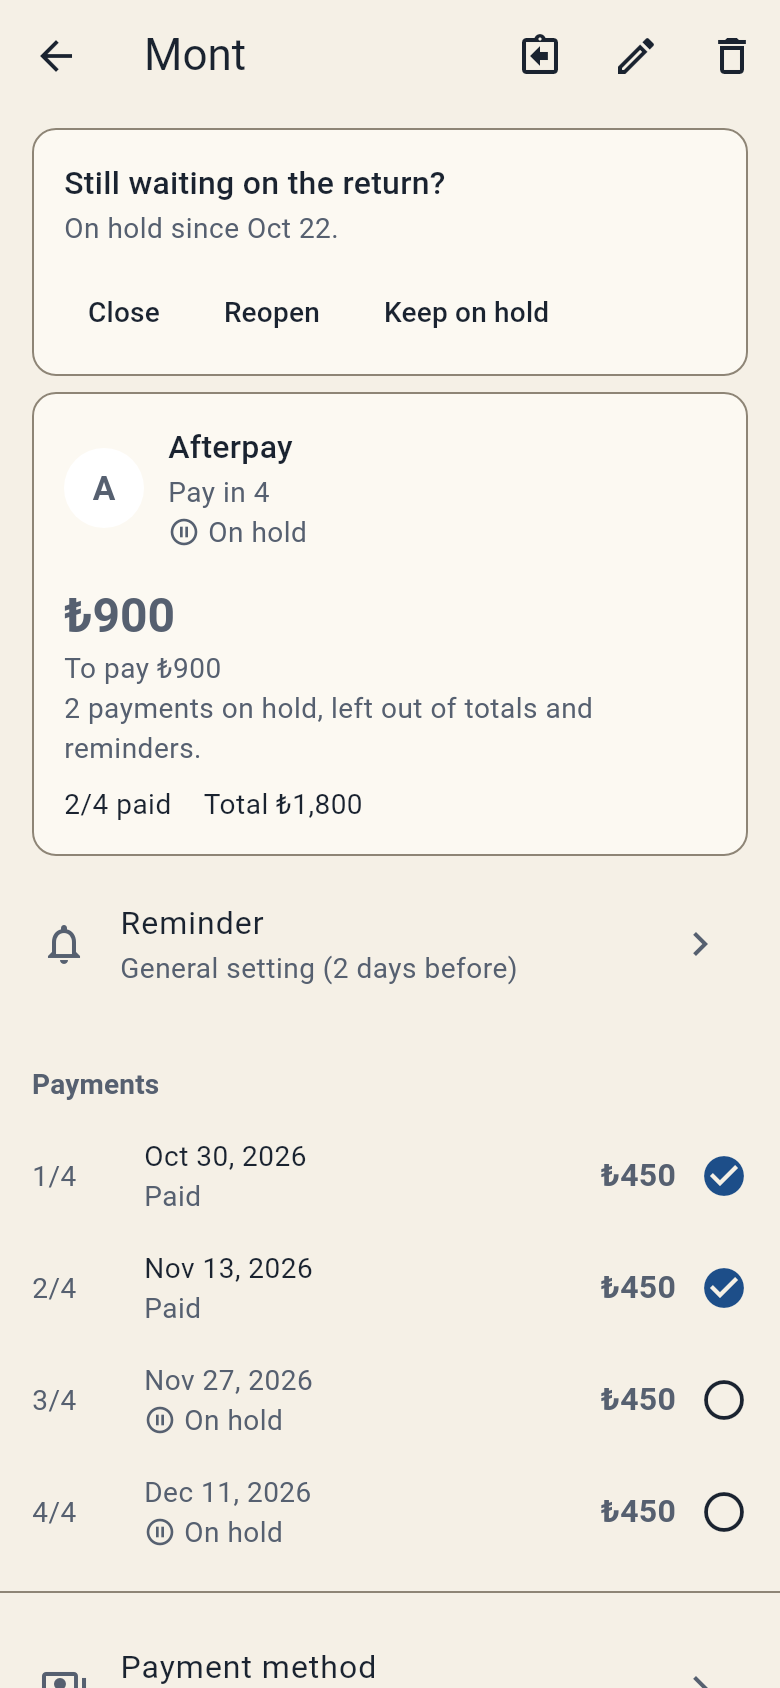 Mont
Still waiting on the return?
On hold since Oct 22.
Close Reopen Keep on hold
A
Afterpay
Pay in 4
On hold
₺900
To pay ₺900
2 payments on hold, left out of totals and
reminders.
2/4 paid Total ₺1,800
Reminder
General setting (2 days before)
Payments
1/4 Oct 30, 2026 ₺450
Paid
2/4 Nov 13, 2026 ₺450
Paid
3/4 Nov 27, 2026 ₺450
On hold
4/4 Dec 11, 2026 ₺450
On hold
Payment method